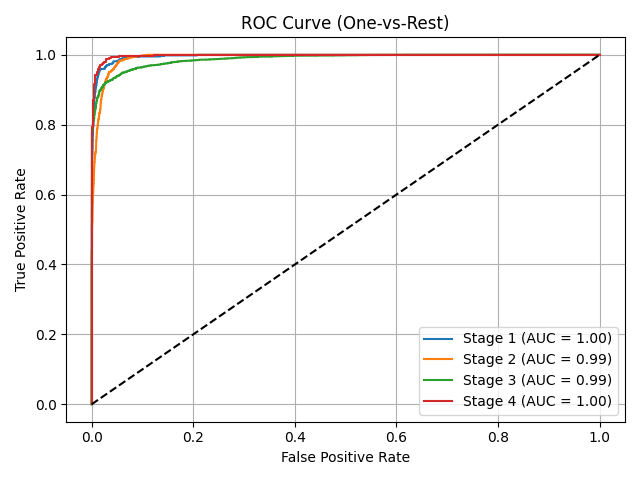 ROC Curve (One-vs-Rest)
True Positive Rate
1.0
0.8
0.6
0.4
0.2
0.0
Stage 1 (AUC = 1.00)
Stage 2 (AUC = 0.99)
Stage 3 (AUC = 0.99)
Stage 4 (AUC = 1.00)
0.0 0.2 0.4 0.6 0.8 1.0
False Positive Rate